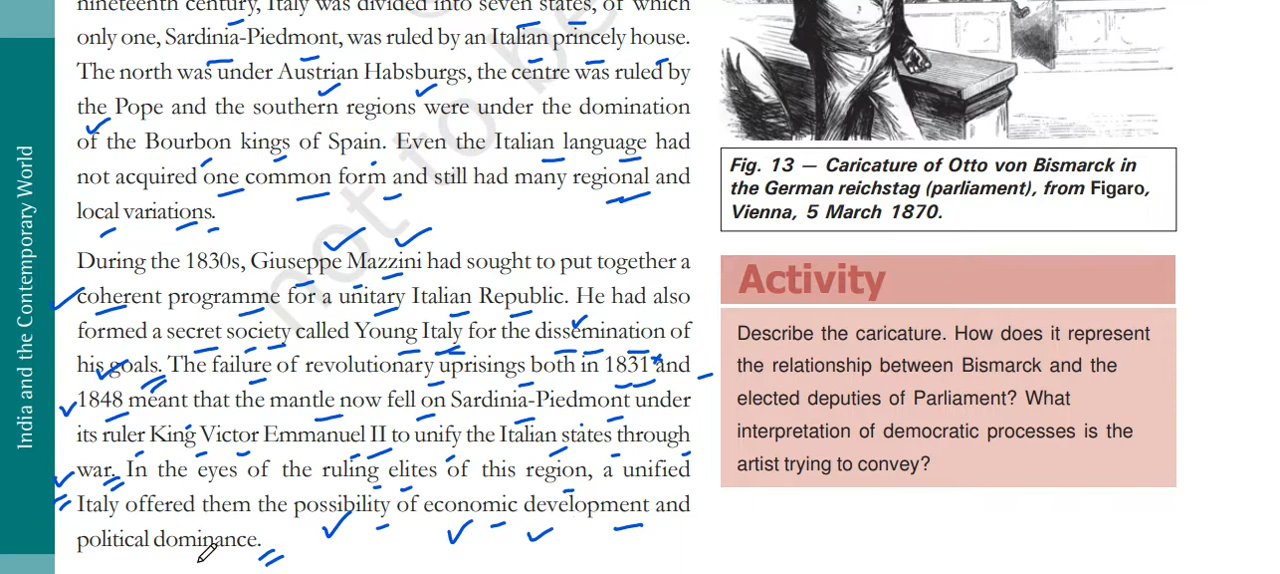 nineteenth century, Italy was divided into seven states, of which
only one, Sardinia-Piedmont, was ruled by an Italian princely house.
The north was under Austrian Habsburgs, the centre was ruled by
the Pope and the southern regions were under the domination
of the Bourbon kings of Spain. Even the Italian language had
not acquired one common form and still had many regional and
local variations.
During the 1830s, Giuseppe Mazzini had sought to put together a
coherent programme for a unitary Italian Republic. He had also
formed a secret society called Young Italy for the dissemination of
his goals. The failure of revolutionary uprisings both in 1831 and
1848 meant that the mantle now fell on Sardinia-Piedmont under
its ruler King Victor Emmanuel II to unify the Italian states through
war. In the eyes of the ruling elites of this region, a unified
Italy offered them the possibility of economic development and
political dominance.
Fig. 13 — Caricature of Otto von Bismarck in
the German reichstag (parliament), from Figaro,
Vienna, 5 March 1870.
Activity
Describe the caricature. How does it represent
the relationship between Bismarck and the
elected deputies of Parliament? What
interpretation of democratic processes is the
artist trying to convey?
India and the Contemporary World
not to be